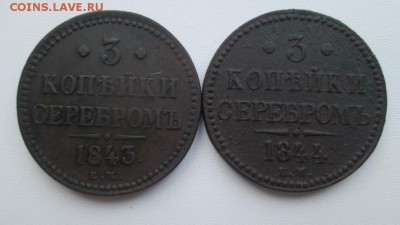 COINS.LAVE.RU
3
КОПѢЙКИ
СЕРЕБРОМЪ
1843.
Е.М.
3
КОПѢЙКИ
СЕРЕБРОМЪ
1844.
Е.М.